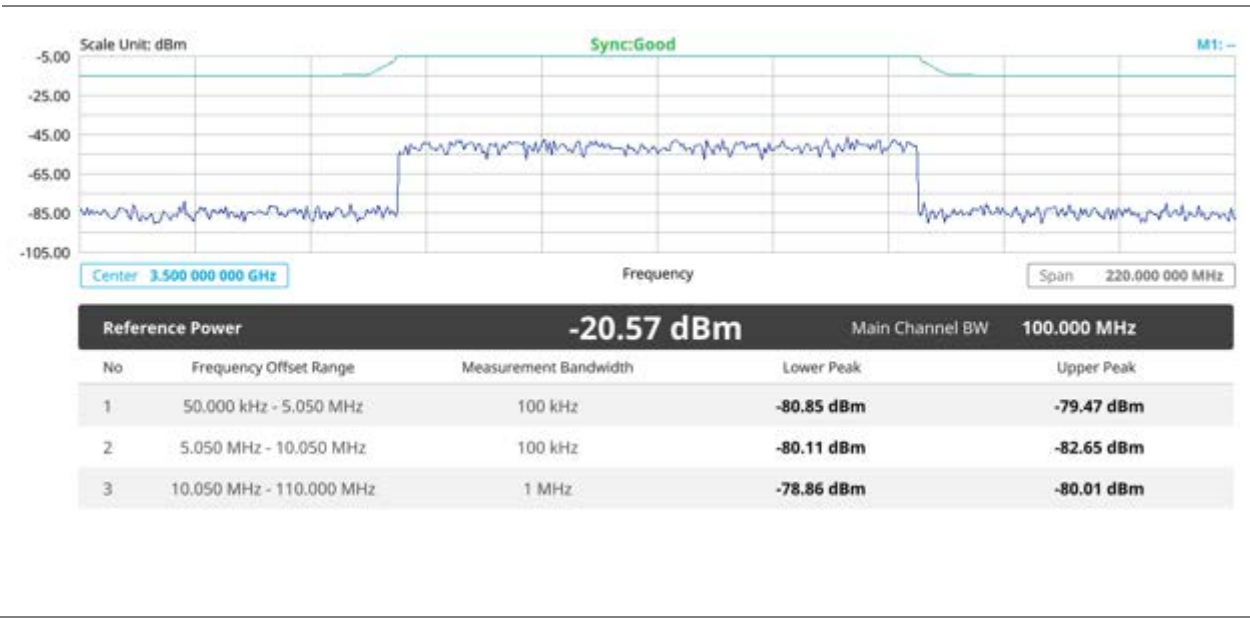 Scale Unit: dBm Sync:Good M1: --
-5.00
-25.00
-45.00
-65.00
-85.00
-105.00
Center 3.500 000 000 GHz Frequency Span 220.000 000 MHz
Reference Power -20.57 dBm Main Channel BW 100.000 MHz
No Frequency Offset Range Measurement Bandwidth Lower Peak Upper Peak
1 50.000 kHz - 5.050 MHz 100 kHz -80.85 dBm -79.47 dBm
2 5.050 MHz - 10.050 MHz 100 kHz -80.11 dBm -82.65 dBm
3 10.050 MHz - 110.000 MHz 1 MHz -78.86 dBm -80.01 dBm